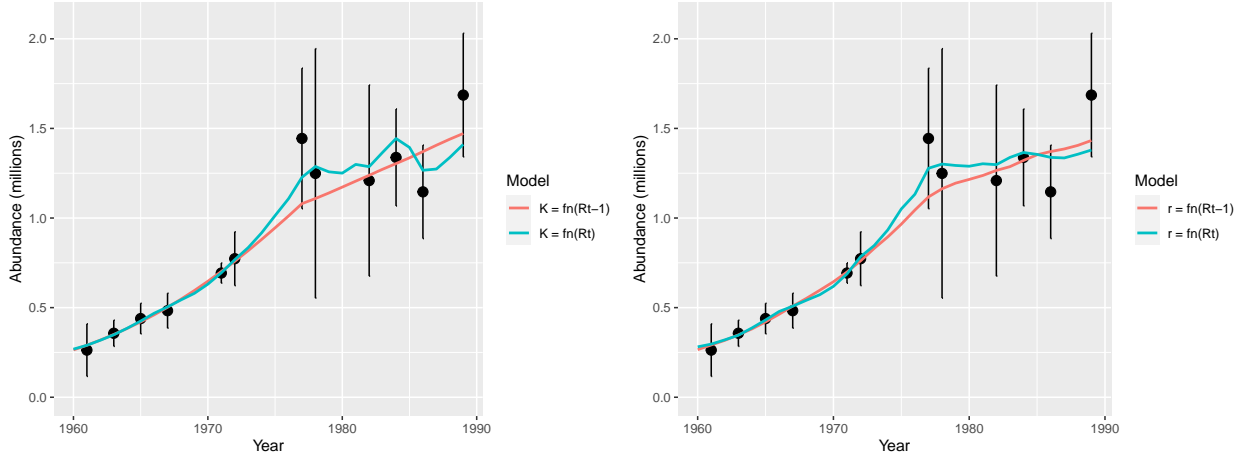 2.0
1.5
1.0
0.5
0.0
Abundance (millions)
1960
1970
1980
1990
Year
Model
K = fn(Rt−1)
K = fn(Rt)
2.0
1.5
1.0
0.5
0.0
Abundance (millions)
1960
1970
1980
1990
Year
Model
r = fn(Rt−1)
r = fn(Rt)